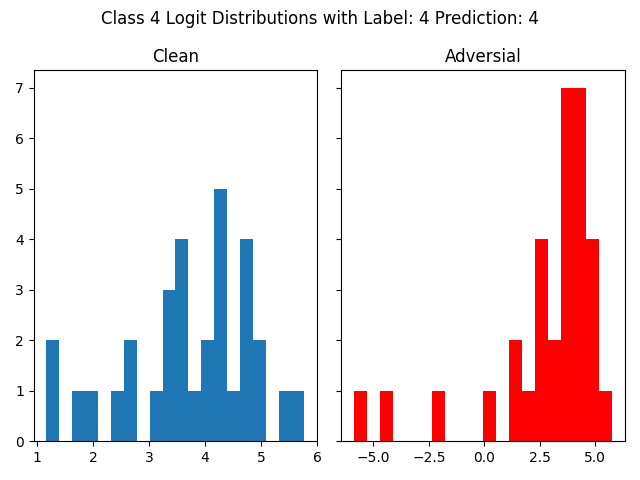 Class 4 Logit Distributions with Label: 4 Prediction: 4
Clean
Adversial
7
6
5
4
3
2
1
0
1 2 3 4 5 6
−5.0 −2.5 0.0 2.5 5.0